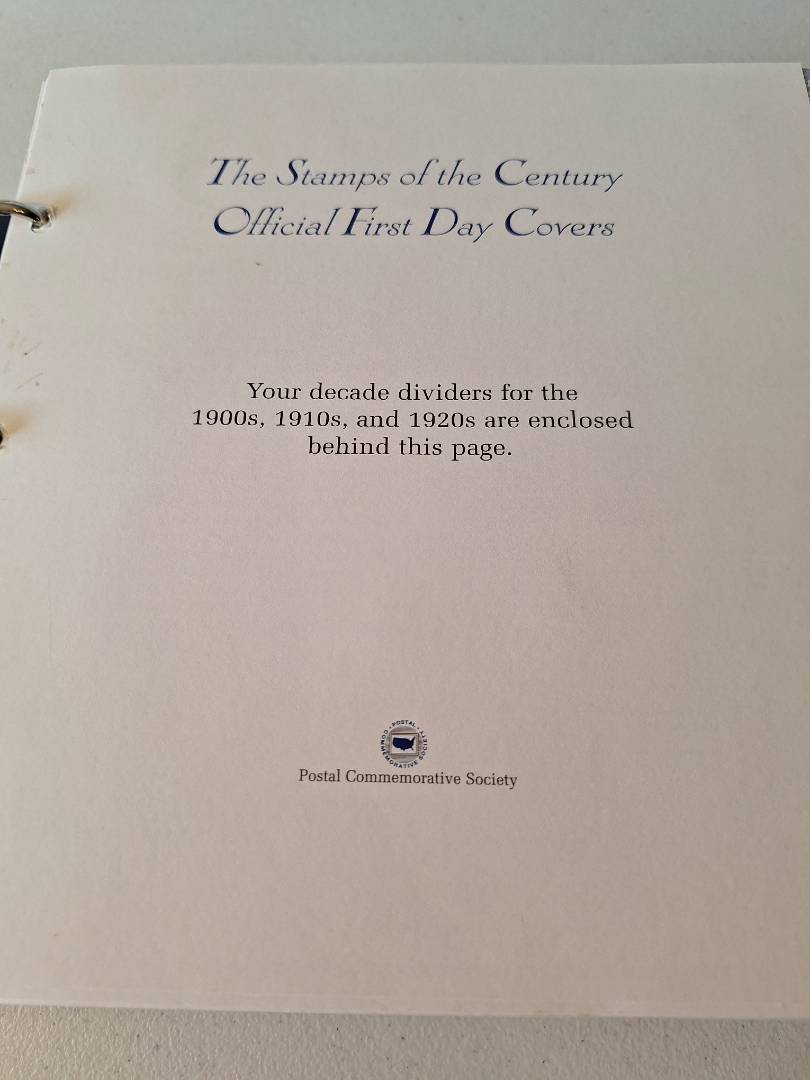 The Stamps of the Century
Official First Day Covers
Your decade dividers for the
1900s, 1910s, and 1920s are enclosed
behind this page.
· POSTAL ·
COMMEMORATIVE SOCIETY
Postal Commemorative Society